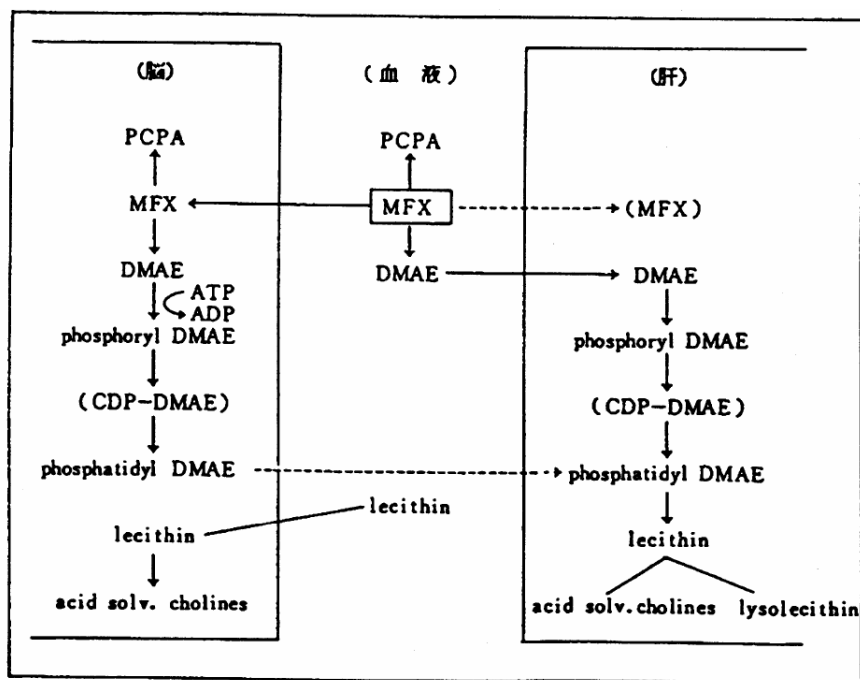 (脳)
PCPA
MFX
DMAE
ATP
ADP
phosphoryl DMAE
(CDP-DMAE)
phosphatidyl DMAE
lecithin
acid solv. cholines
(血 液)
PCPA
MFX
DMAE
lecithin
(肝)
(MFX)
DMAE
phosphoryl DMAE
(CDP-DMAE)
phosphatidyl DMAE
lecithin
acid solv.cholines lysolecithin